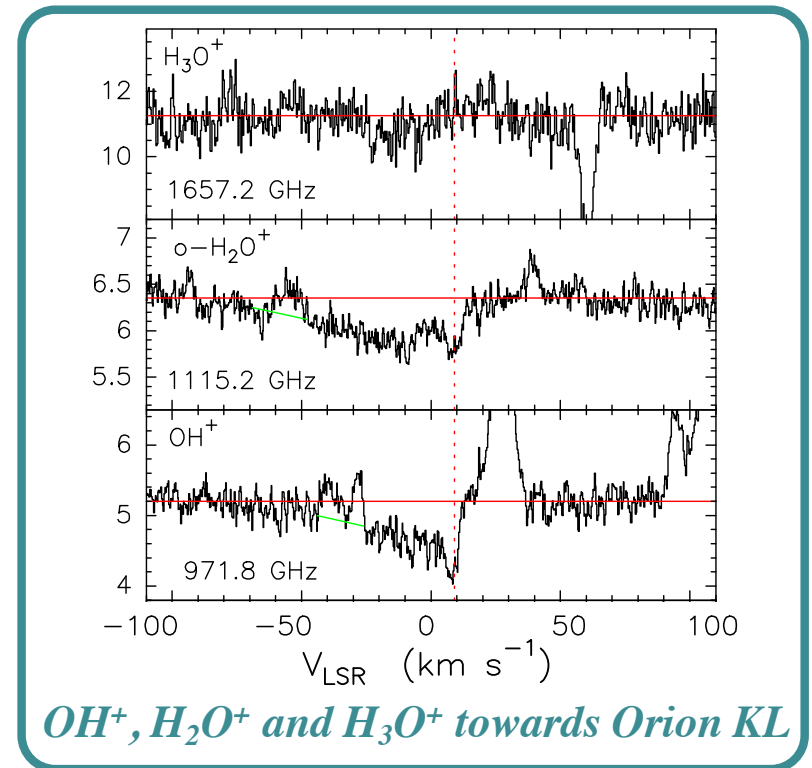 H₃O⁺
12
10
1657.2 GHz
7
o−H₂O⁺
6.5
6
5.5
1115.2 GHz
OH⁺
6
5
4
971.8 GHz
−100 −50 0 50 100
V_LSR (km s⁻¹)
OH⁺, H₂O⁺ and H₃O⁺ towards Orion KL